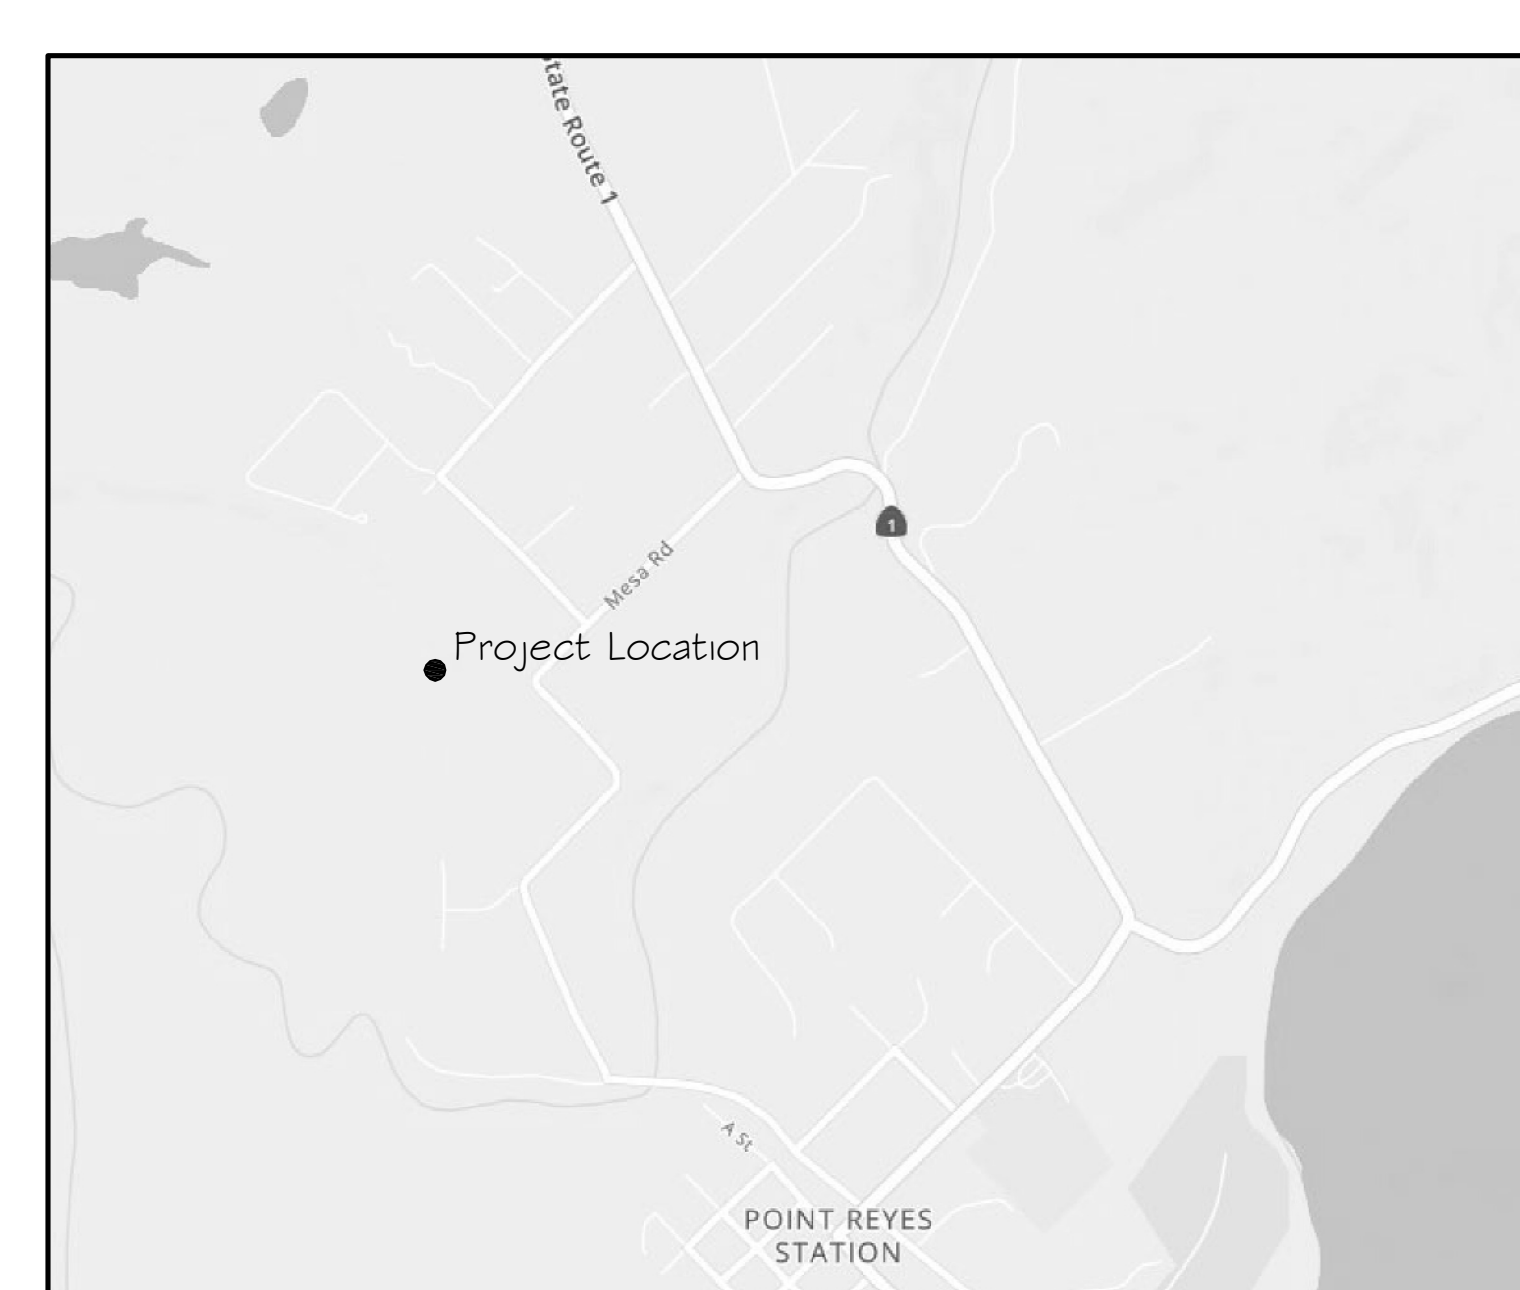 State Route 1
1
Mesa Rd
Project Location
A St
POINT REYES
STATION